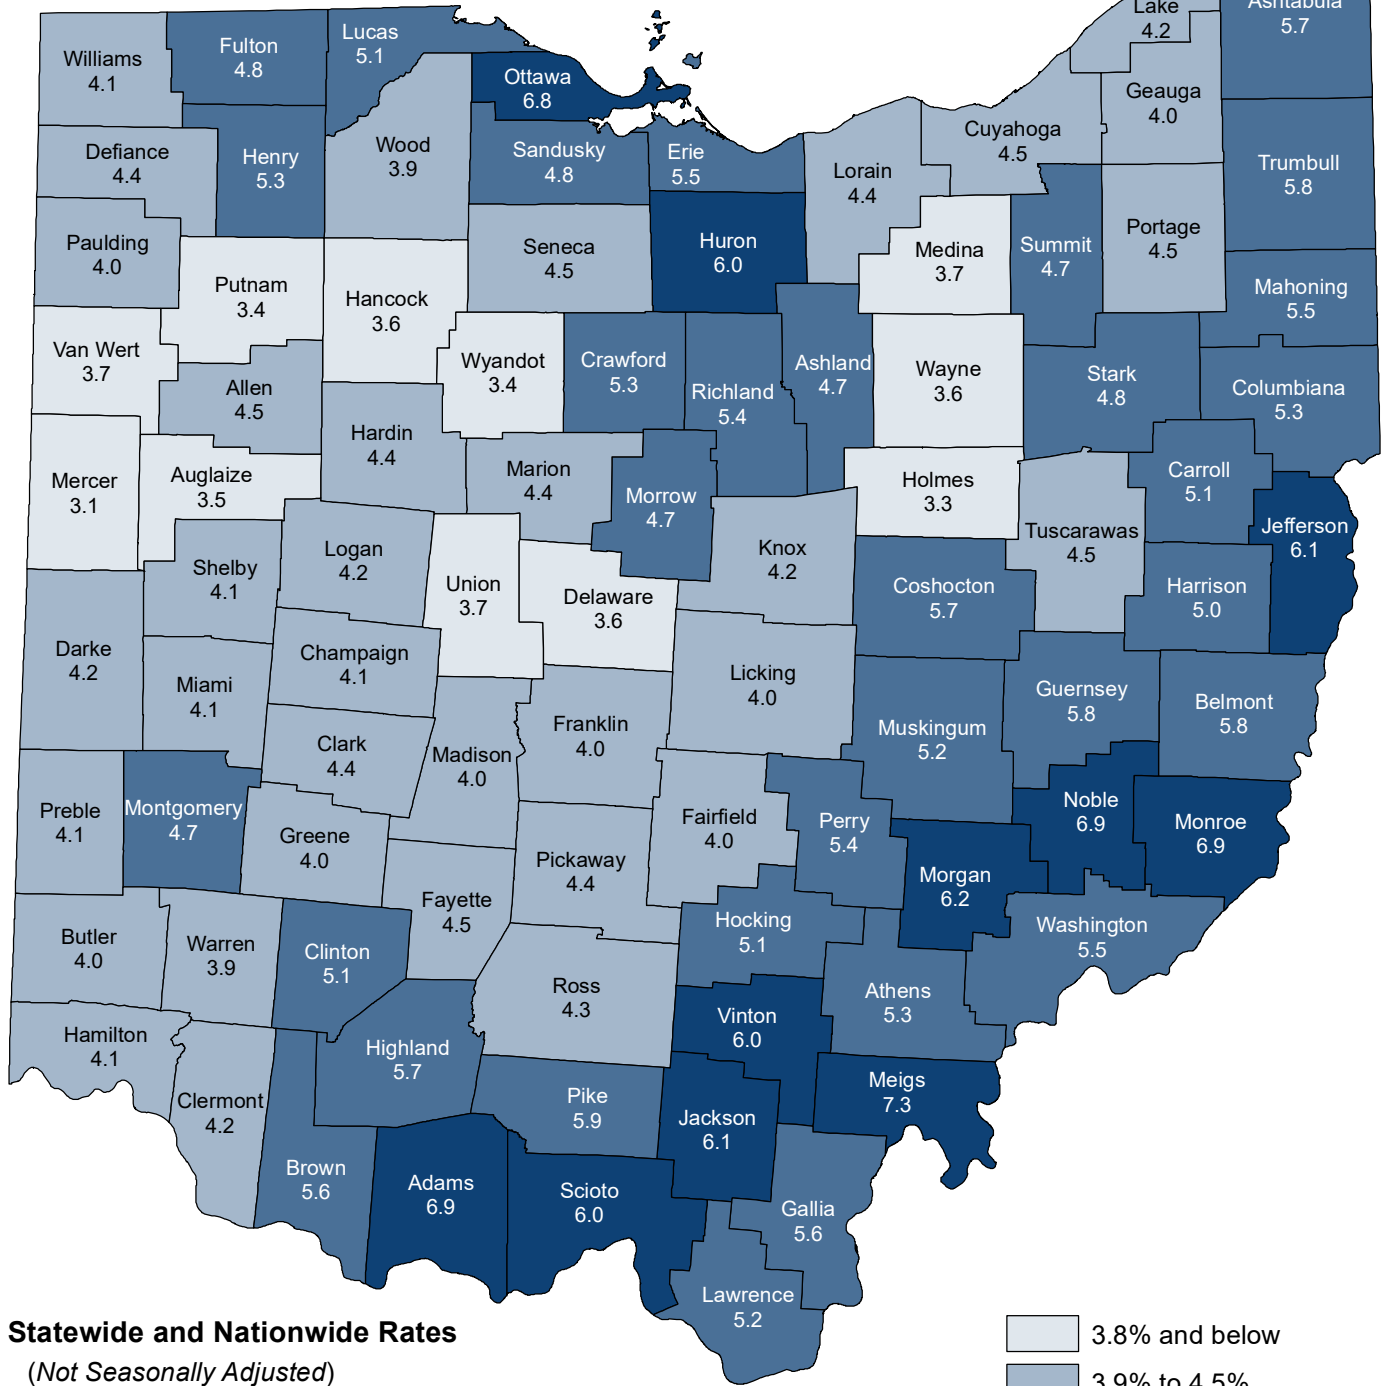 Lake
4.2
Ashtabula
5.7
Williams
4.1
Fulton
4.8
Lucas
5.1
Ottawa
6.8
Geauga
4.0
Cuyahoga
4.5
Defiance
4.4
Henry
5.3
Wood
3.9
Sandusky
4.8
Erie
5.5
Lorain
4.4
Trumbull
5.8
Paulding
4.0
Putnam
3.4
Hancock
3.6
Seneca
4.5
Huron
6.0
Medina
3.7
Summit
4.7
Portage
4.5
Mahoning
5.5
Van Wert
3.7
Allen
4.5
Wyandot
3.4
Crawford
5.3
Richland
5.4
Ashland
4.7
Wayne
3.6
Stark
4.8
Columbiana
5.3
Mercer
3.1
Auglaize
3.5
Hardin
4.4
Marion
4.4
Morrow
4.7
Holmes
3.3
Tuscarawas
4.5
Carroll
5.1
Jefferson
6.1
Shelby
4.1
Logan
4.2
Union
3.7
Delaware
3.6
Knox
4.2
Coshocton
5.7
Harrison
5.0
Darke
4.2
Miami
4.1
Champaign
4.1
Licking
4.0
Muskingum
5.2
Guernsey
5.8
Belmont
5.8
Clark
4.4
Madison
4.0
Franklin
4.0
Preble
4.1
Montgomery
4.7
Greene
4.0
Pickaway
4.4
Fairfield
4.0
Perry
5.4
Morgan
6.2
Noble
6.9
Monroe
6.9
Fayette
4.5
Hocking
5.1
Washington
5.5
Butler
4.0
Warren
3.9
Clinton
5.1
Ross
4.3
Vinton
6.0
Athens
5.3
Hamilton
4.1
Clermont
4.2
Highland
5.7
Pike
5.9
Jackson
6.1
Meigs
7.3
Brown
5.6
Adams
6.9
Scioto
6.0
Gallia
5.6
Lawrence
5.2
Statewide and Nationwide Rates
(Not Seasonally Adjusted)
3.8% and below
3.9% to 4.5%